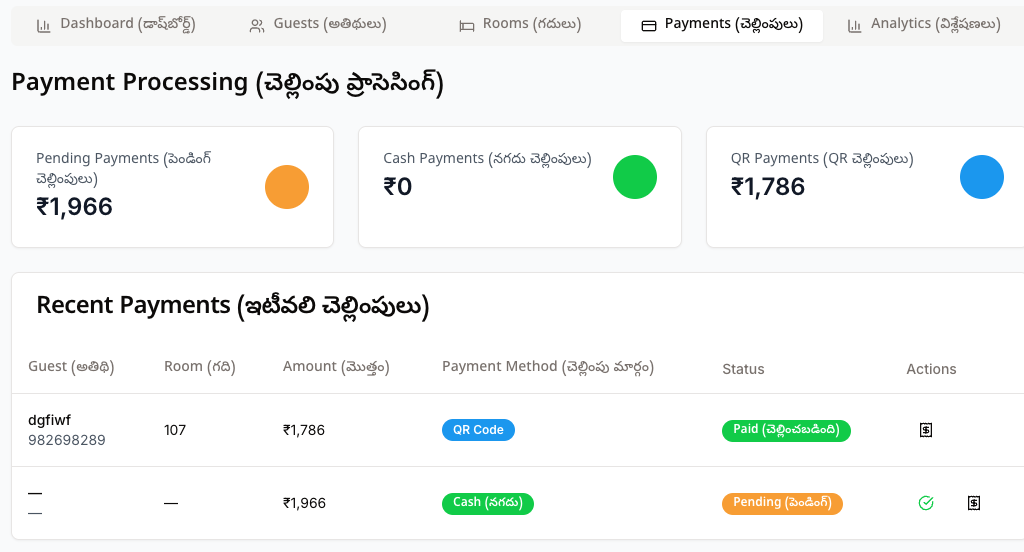 Dashboard (డాష్‌బోర్డ్) Guests (అతిథులు) Rooms (గదులు) Payments (చెల్లింపులు) Analytics (విశ్లేషణలు)
Payment Processing (చెల్లింపు ప్రాసెసింగ్)
Pending Payments (పెండింగ్
చెల్లింపులు)
₹1,966
Cash Payments (నగదు చెల్లింపులు)
₹0
QR Payments (QR చెల్లింపులు)
₹1,786
Recent Payments (ఇటీవలి చెల్లింపులు)
Guest (అతిథి) Room (గది) Amount (మొత్తం) Payment Method (చెల్లింపు మార్గం) Status Actions
dgfiwf
982698289
107 ₹1,786 QR Code Paid (చెల్లించబడింది)
—
—
— ₹1,966 Cash (నగదు) Pending (పెండింగ్)